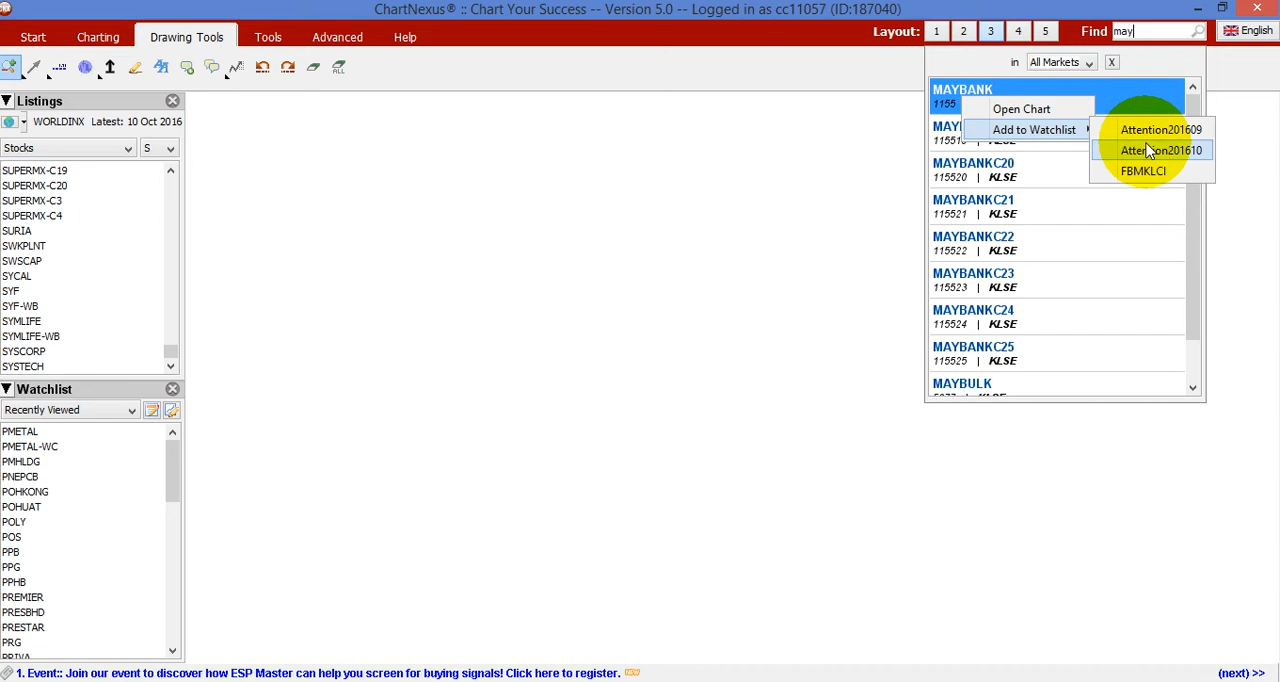 ChartNexus® :: Chart Your Success -- Version 5.0 -- Logged in as cc11057 (ID:187040)
Start Charting Drawing Tools Tools Advanced Help
Layout: 1 2 3 4 5 Find may English
in All Markets X
Listings
WORLDINX Latest: 10 Oct 2016
Stocks S
SUPERMX-C19
SUPERMX-C20
SUPERMX-C3
SUPERMX-C4
SURIA
SWKPLNT
SWSCAP
SYCAL
SYF
SYF-WB
SYMLIFE
SYMLIFE-WB
SYSCORP
SYSTECH
Watchlist
Recently Viewed
PMETAL
PMETAL-WC
PMHLDG
PNEPCB
POHKONG
POHUAT
POLY
POS
PPB
PPG
PPHB
PREMIER
PRESBHD
PRESTAR
PRG
MAYBANK
1155
Open Chart
Add to Watchlist
Attention201609
Attention201610
FBMKLCI
MAYBANKC20
115520 | KLSE
MAYBANKC21
115521 | KLSE
MAYBANKC22
115522 | KLSE
MAYBANKC23
115523 | KLSE
MAYBANKC24
115524 | KLSE
MAYBANKC25
115525 | KLSE
MAYBULK
1. Event:: Join our event to discover how ESP Master can help you screen for buying signals! Click here to register. NEW
(next) >>